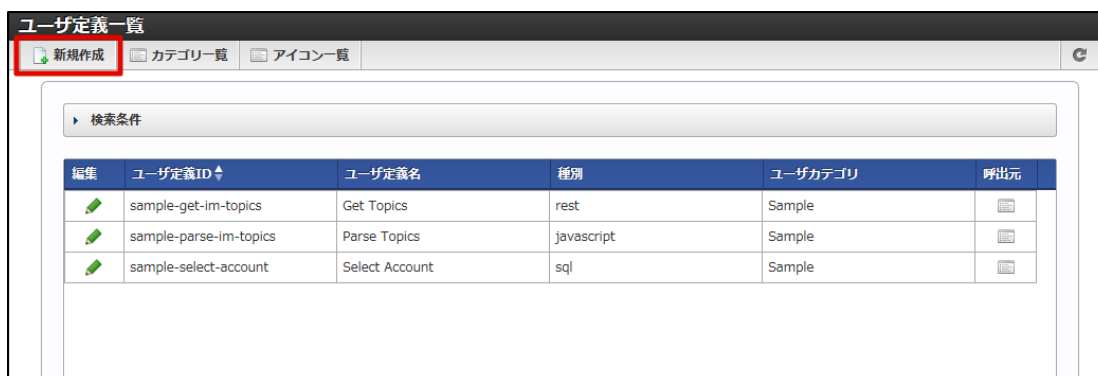 ユーザ定義一覧
新規作成 カテゴリ一覧 アイコン一覧
検索条件
編集 ユーザ定義ID ユーザ定義名 種別 ユーザカテゴリ 呼出元
sample-get-im-topics Get Topics rest Sample
sample-parse-im-topics Parse Topics javascript Sample
sample-select-account Select Account sql Sample